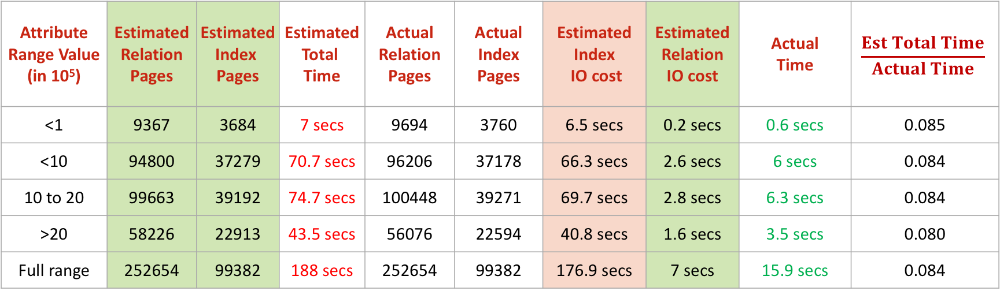 Attribute Range Value (in 10⁵) Estimated Relation Pages Estimated Index Pages Estimated Total Time Actual Relation Pages Actual Index Pages Estimated Index IO cost Estimated Relation IO cost Actual Time Est Total Time / Actual Time
<1 9367 3684 7 secs 9694 3760 6.5 secs 0.2 secs 0.6 secs 0.085
<10 94800 37279 70.7 secs 96206 37178 66.3 secs 2.6 secs 6 secs 0.084
10 to 20 99663 39192 74.7 secs 100448 39271 69.7 secs 2.8 secs 6.3 secs 0.084
>20 58226 22913 43.5 secs 56076 22594 40.8 secs 1.6 secs 3.5 secs 0.080
Full range 252654 99382 188 secs 252654 99382 176.9 secs 7 secs 15.9 secs 0.084